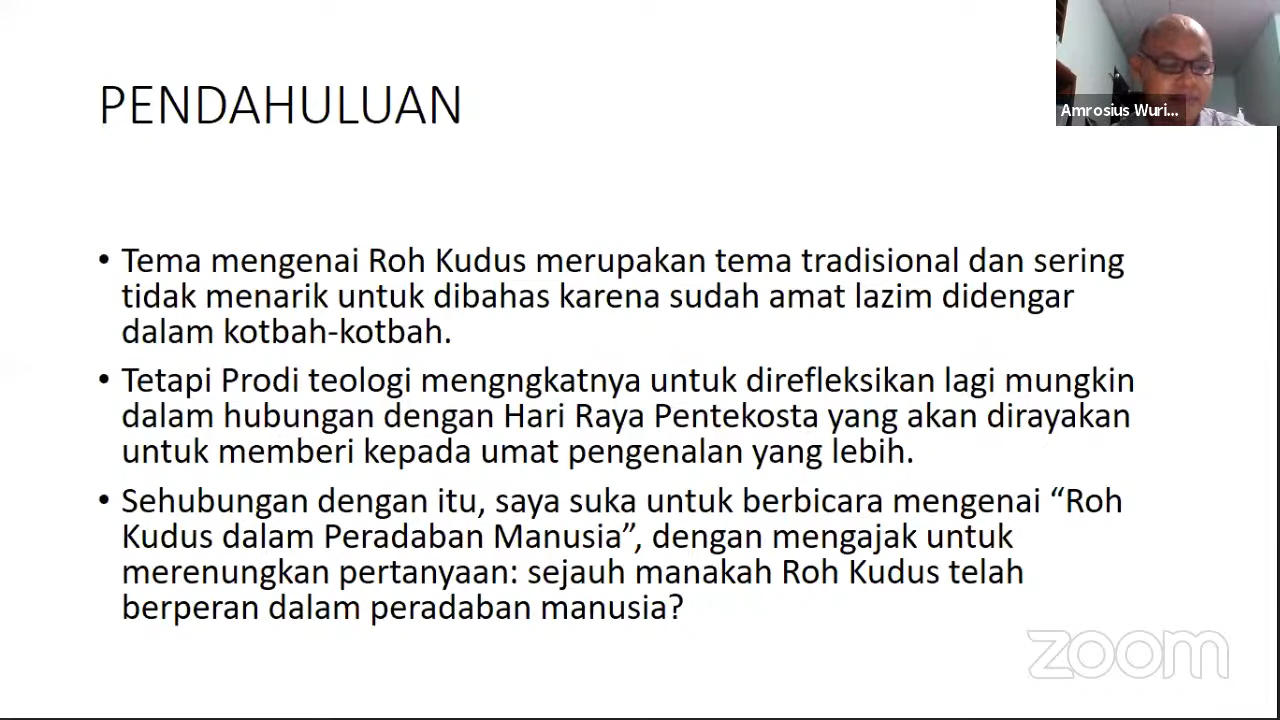 PENDAHULUAN
Amrosius Wuri...
• Tema mengenai Roh Kudus merupakan tema tradisional dan sering
tidak menarik untuk dibahas karena sudah amat lazim didengar
dalam kotbah-kotbah.
• Tetapi Prodi teologi mengngkatnya untuk direfleksikan lagi mungkin
dalam hubungan dengan Hari Raya Pentekosta yang akan dirayakan
untuk memberi kepada umat pengenalan yang lebih.
• Sehubungan dengan itu, saya suka untuk berbicara mengenai “Roh
Kudus dalam Peradaban Manusia”, dengan mengajak untuk
merenungkan pertanyaan: sejauh manakah Roh Kudus telah
berperan dalam peradaban manusia?
zoom